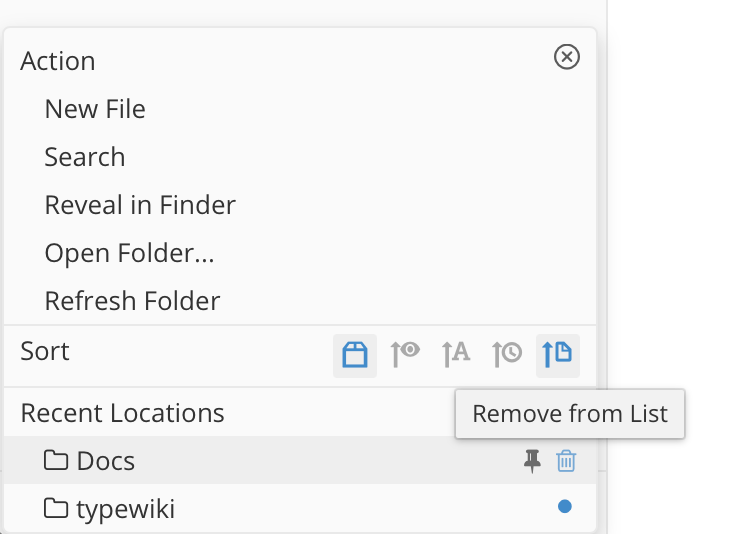 Action
New File
Search
Reveal in Finder
Open Folder...
Refresh Folder
Sort
Recent Locations
Remove from List
Docs
typewiki